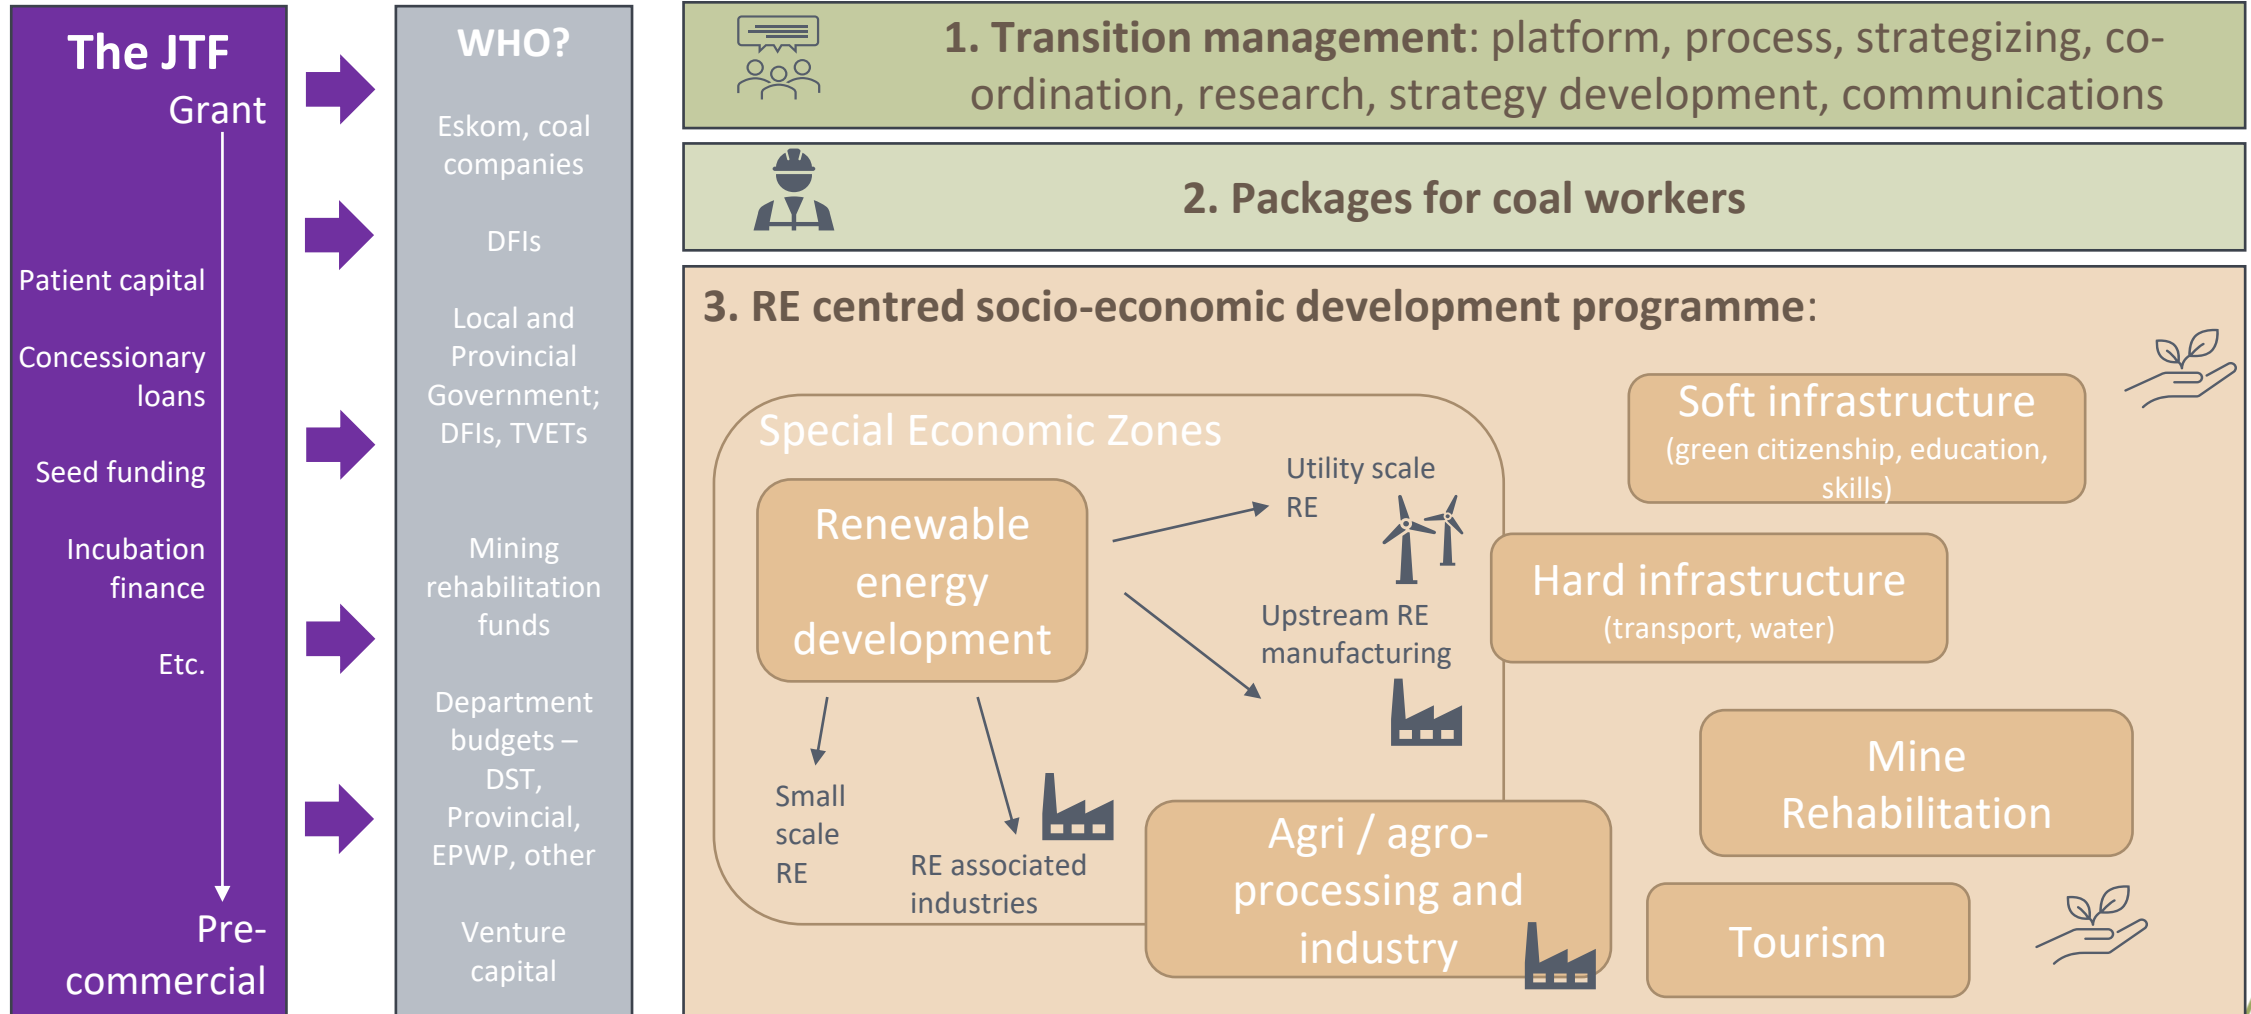 The JTF
Grant
Patient capital
Concessionary
loans
Seed funding
Incubation
finance
Etc.
Pre-
commercial
WHO?
Eskom, coal
companies
DFIs
Local and
Provincial
Government;
DFIs, TVETs
Mining
rehabilitation
funds
Department
budgets –
DST,
Provincial,
EPWP, other
Venture
capital
1. Transition management: platform, process, strategizing, co-
ordination, research, strategy development, communications
2. Packages for coal workers
3. RE centred socio-economic development programme:
Special Economic Zones
Renewable
energy
development
Utility scale
RE
Upstream RE
manufacturing
Small
scale
RE
RE associated
industries
Soft infrastructure
(green citizenship, education,
skills)
Hard infrastructure
(transport, water)
Mine
Rehabilitation
Agri / agro-
processing and
industry
Tourism